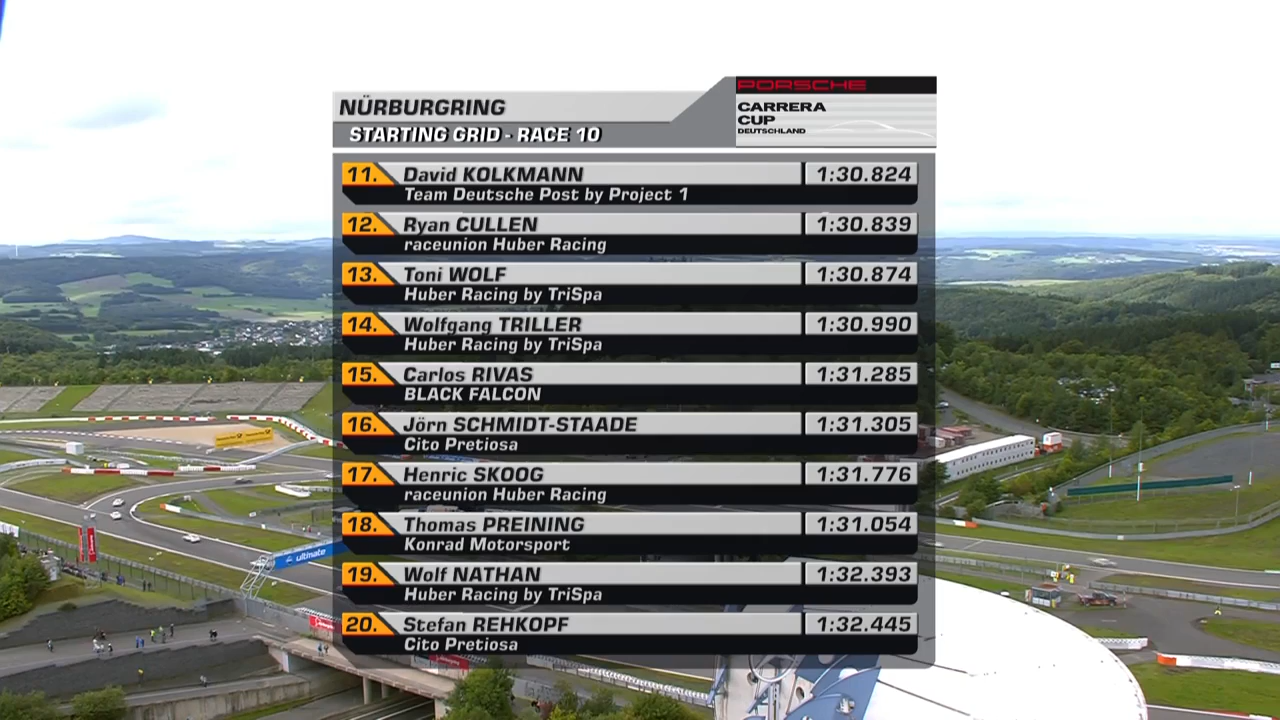 PORSCHE
CARRERA
CUP
DEUTSCHLAND
NÜRBURGRING
STARTING GRID - RACE 10
11. David KOLKMANN 1:30.824
Team Deutsche Post by Project 1
12. Ryan CULLEN 1:30.839
raceunion Huber Racing
13. Toni WOLF 1:30.874
Huber Racing by TriSpa
14. Wolfgang TRILLER 1:30.990
Huber Racing by TriSpa
15. Carlos RIVAS 1:31.285
BLACK FALCON
16. Jörn SCHMIDT-STAADE 1:31.305
Cito Pretiosa
17. Henric SKOOG 1:31.776
raceunion Huber Racing
18. Thomas PREINING 1:31.054
Konrad Motorsport
19. Wolf NATHAN 1:32.393
Huber Racing by TriSpa
20. Stefan REHKOPF 1:32.445
Cito Pretiosa
ultimate